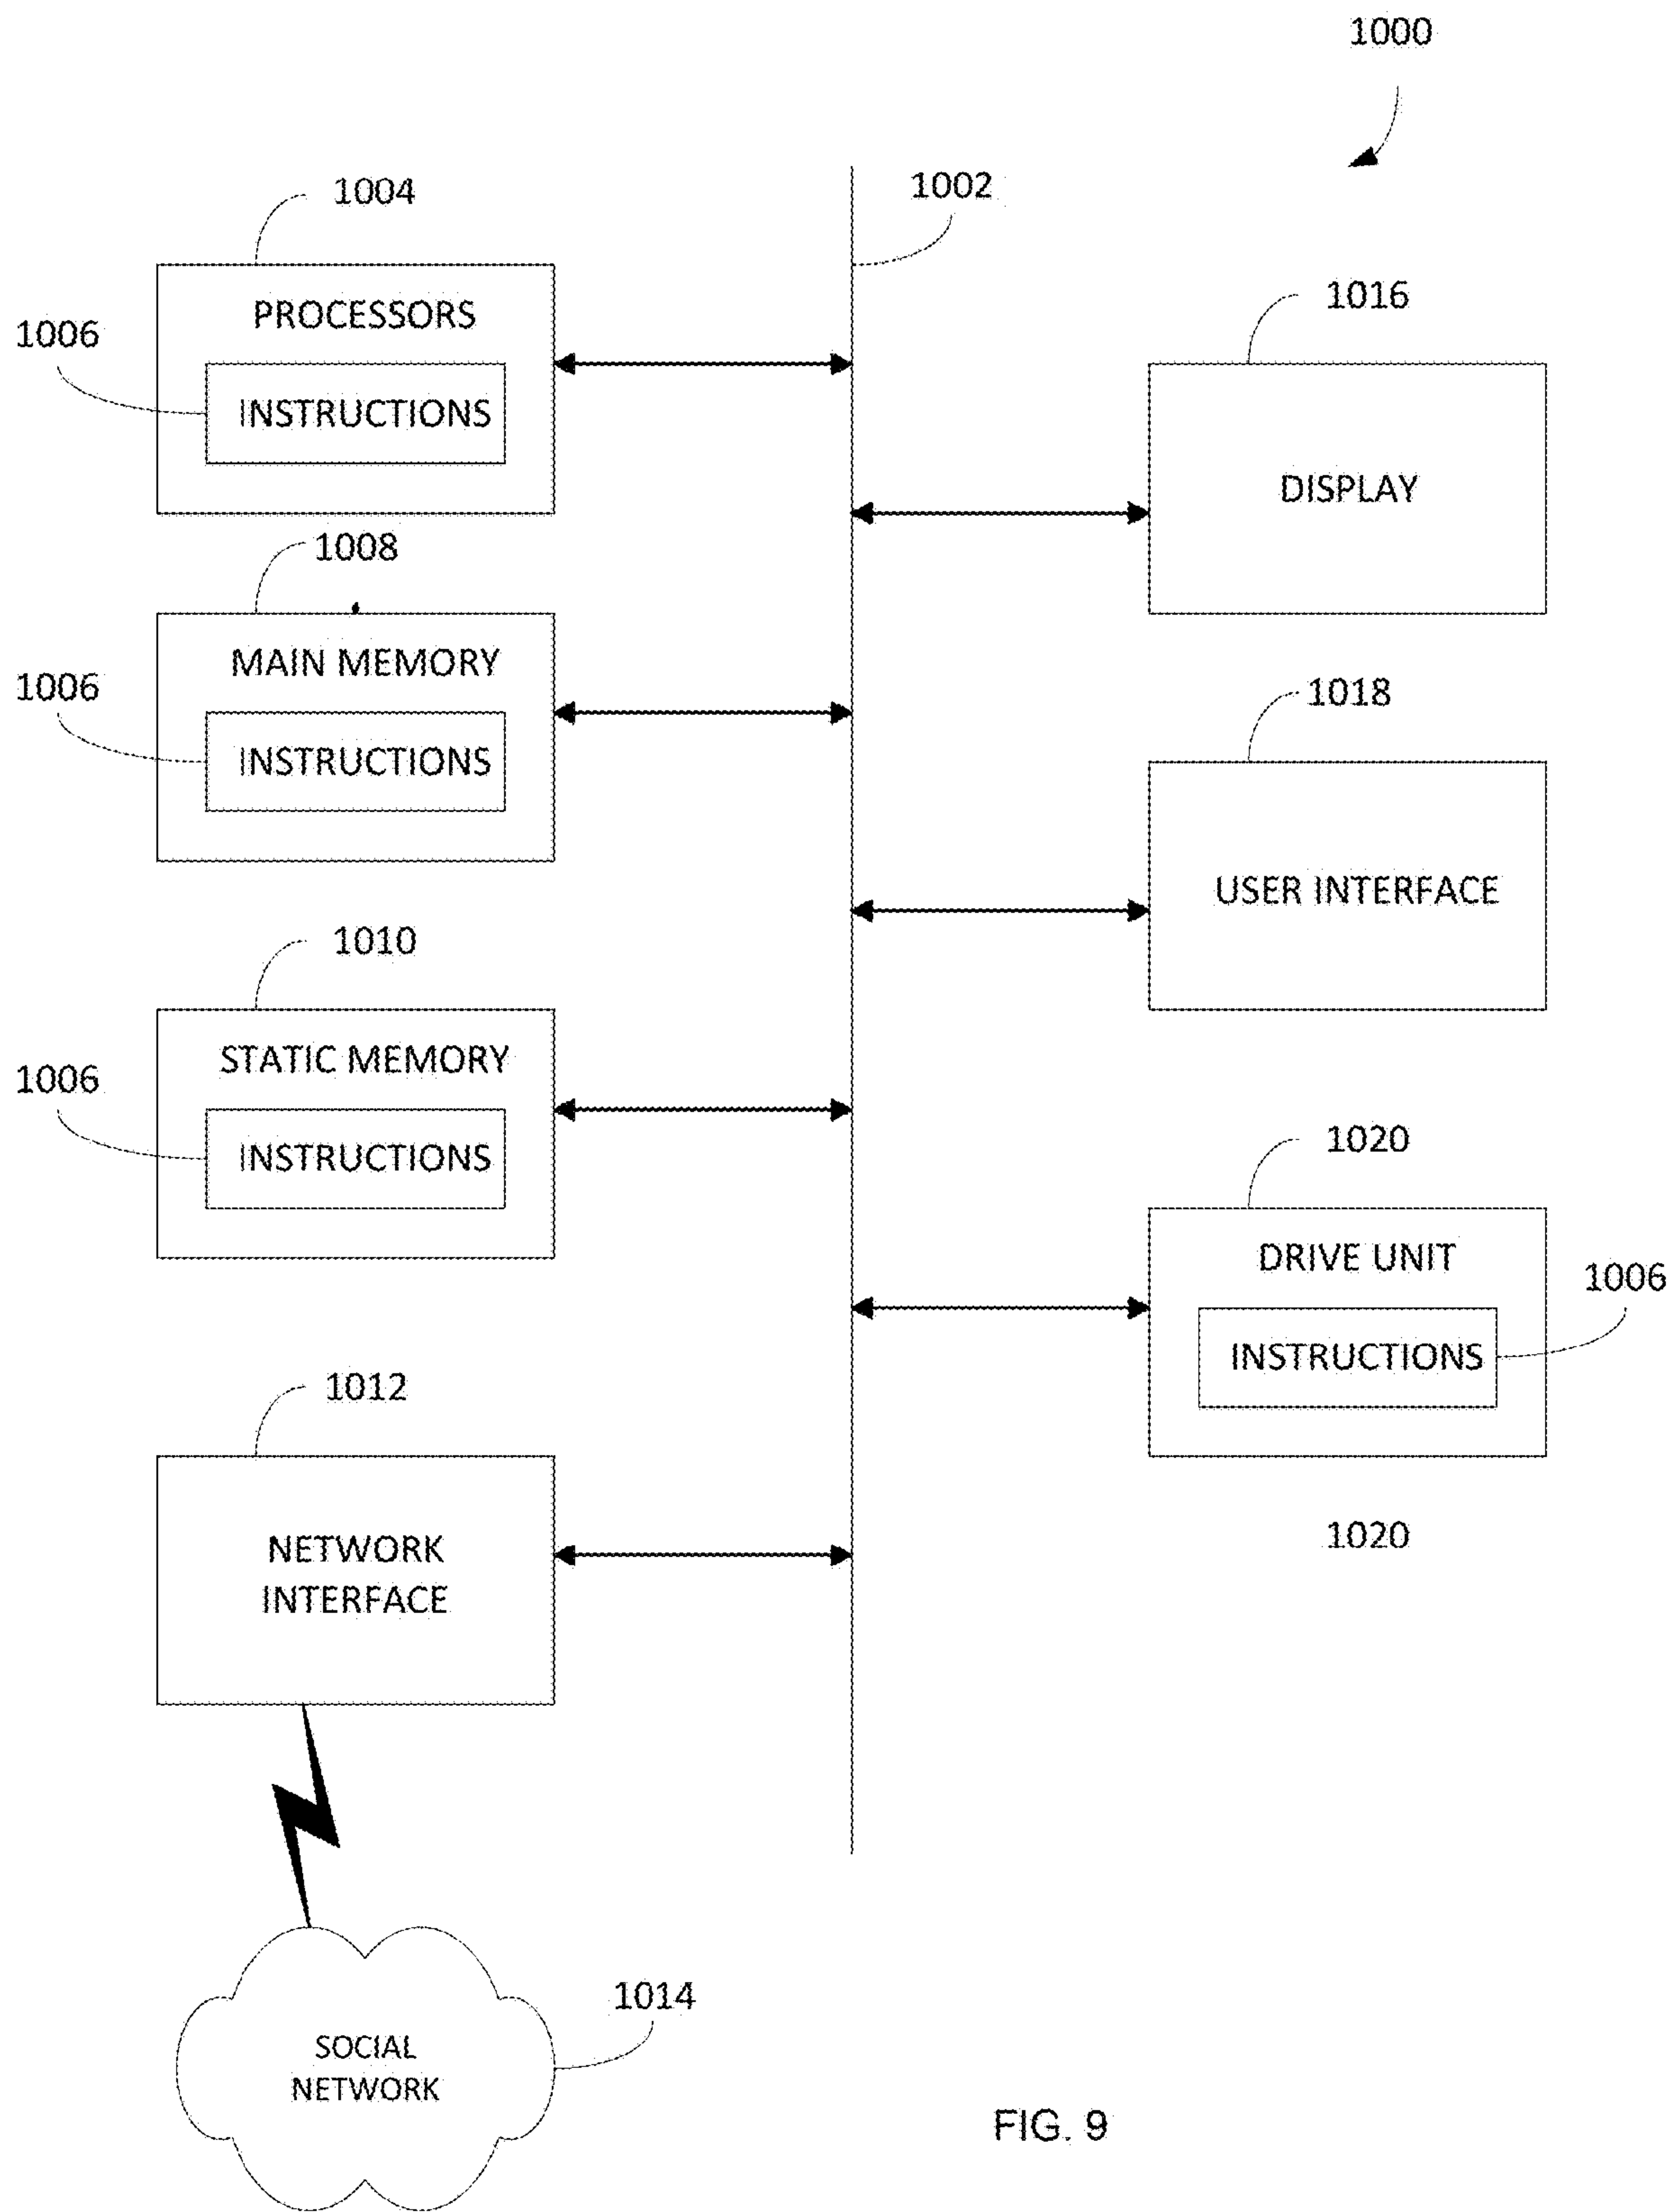 1000
1004
1002
PROCESSORS
1006
INSTRUCTIONS
1016
DISPLAY
1008
MAIN MEMORY
1006
INSTRUCTIONS
1018
USER INTERFACE
1010
STATIC MEMORY
1006
INSTRUCTIONS
1020
DRIVE UNIT
1006
INSTRUCTIONS
1012
NETWORK
INTERFACE
1020
1014
SOCIAL
NETWORK
FIG. 9